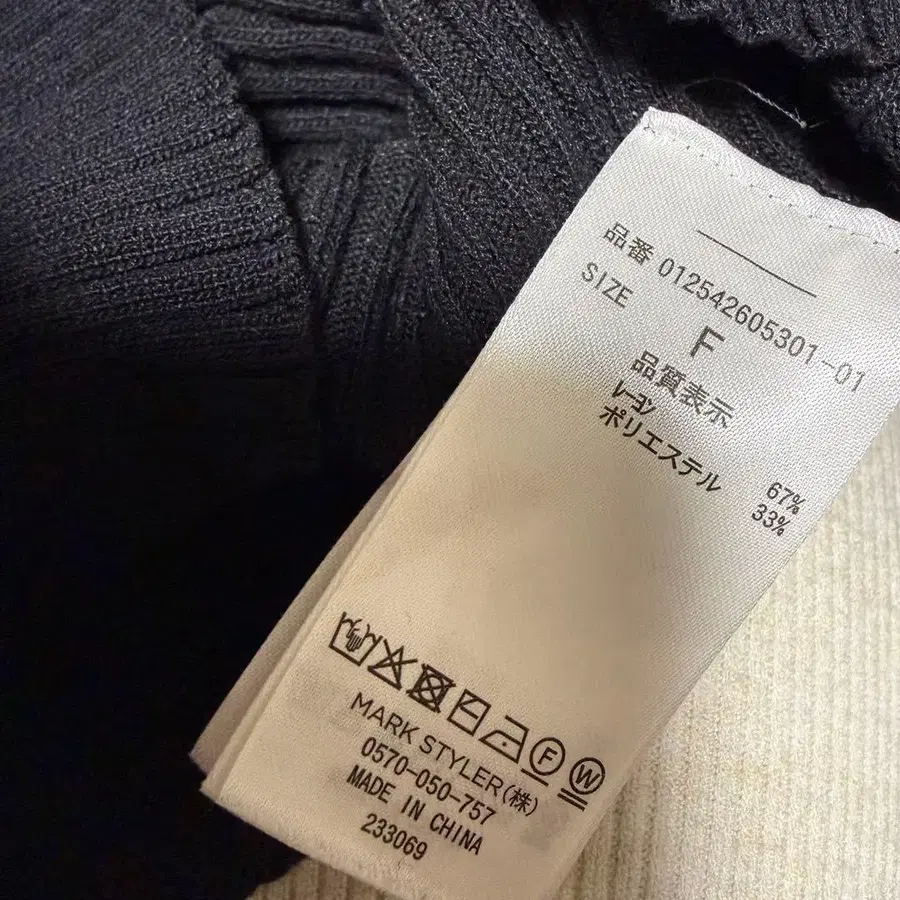 品番 012542605301-01
SIZE
F
品質表示
レーヨン 67%
ポリエステル 33%
F
W
MARK STYLER(株)
0570-050-757
MADE IN CHINA
233069